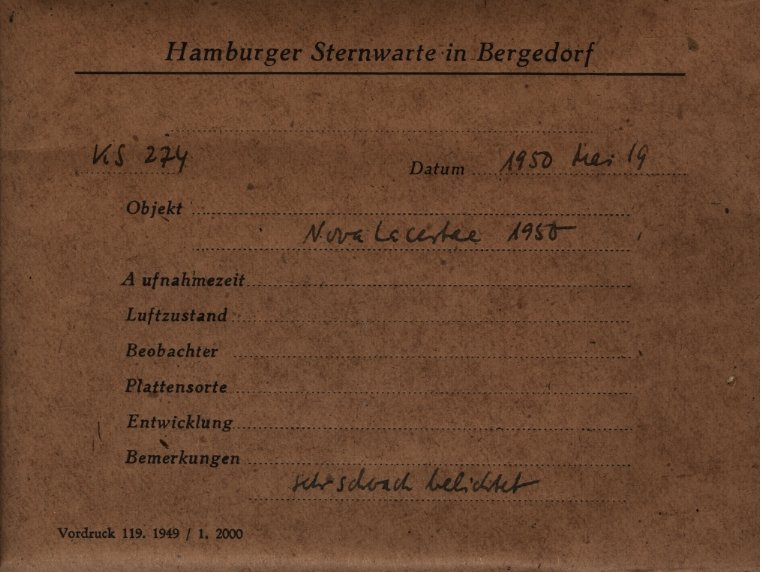 Hamburger Sternwarte in Bergedorf
KS 274
Datum 1950 Mai 19
Objekt
Nova Lacertae 1950
Aufnahmezeit
Luftzustand
Beobachter
Plattensorte
Entwicklung
Bemerkungen
sehr schwach belichtet
Vordruck 119. 1949 / 1. 2000